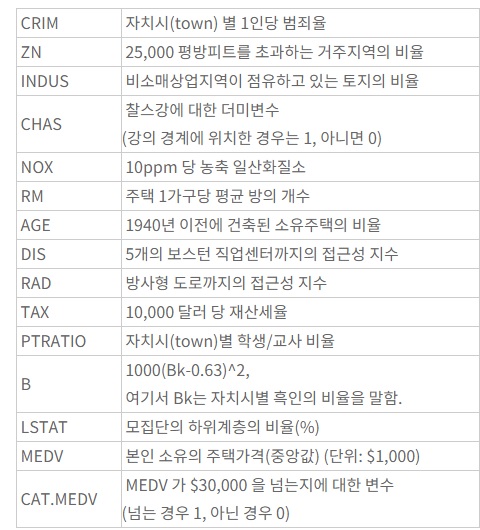 CRIM 자치시(town) 별 1인당 범죄율
ZN 25,000 평방피트를 초과하는 거주지역의 비율
INDUS 비소매상업지역이 점유하고 있는 토지의 비율
CHAS 찰스강에 대한 더미변수
(강의 경계에 위치한 경우는 1, 아니면 0)
NOX 10ppm 당 농축 일산화질소
RM 주택 1가구당 평균 방의 개수
AGE 1940년 이전에 건축된 소유주택의 비율
DIS 5개의 보스턴 직업센터까지의 접근성 지수
RAD 방사형 도로까지의 접근성 지수
TAX 10,000 달러 당 재산세율
PTRATIO 자치시(town)별 학생/교사 비율
B 1000(Bk-0.63)^2,
여기서 Bk는 자치시별 흑인의 비율을 말함.
LSTAT 모집단의 하위계층의 비율(%)
MEDV 본인 소유의 주택가격(중앙값) (단위: $1,000)
CAT.MEDV MEDV 가 $30,000 을 넘는지에 대한 변수
(넘는 경우 1, 아닌 경우 0)